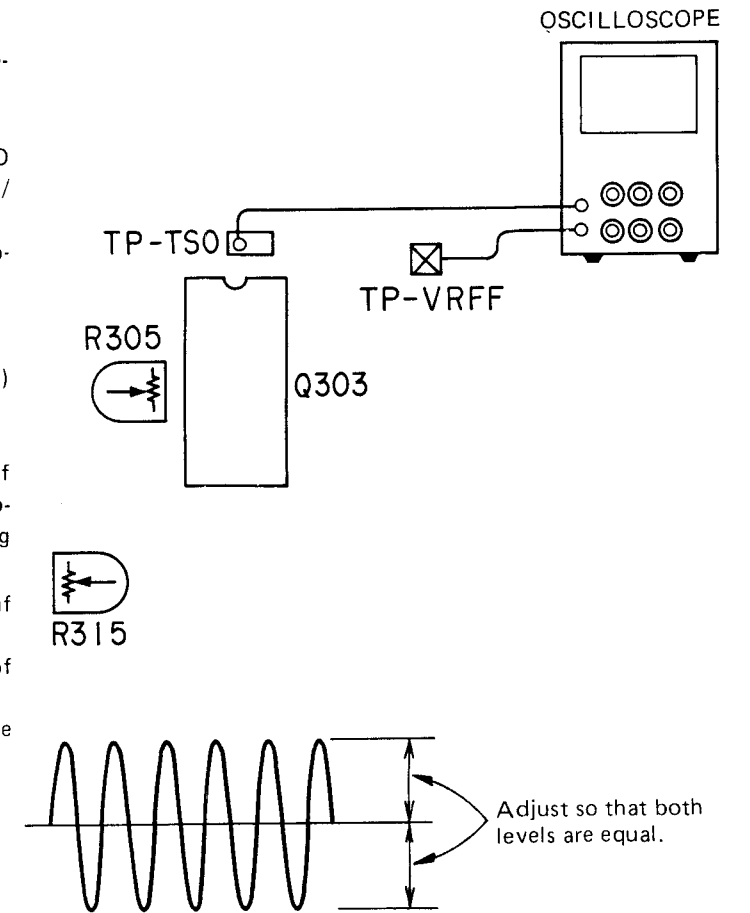 OSCILLOSCOPE
TP-TSO
TP-VRFF
R305
Q303
R315
Adjust so that both
levels are equal.